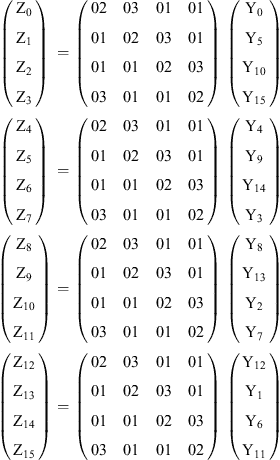 Z0 02 03 01 01 Y0
Z1 = 01 02 03 01 Y5
Z2 01 01 02 03 Y10
Z3 03 01 01 02 Y15
Z4 02 03 01 01 Y4
Z5 = 01 02 03 01 Y9
Z6 01 01 02 03 Y14
Z7 03 01 01 02 Y3
Z8 02 03 01 01 Y8
Z9 = 01 02 03 01 Y13
Z10 01 01 02 03 Y2
Z11 03 01 01 02 Y7
Z12 02 03 01 01 Y12
Z13 = 01 02 03 01 Y1
Z14 01 01 02 03 Y6
Z15 03 01 01 02 Y11